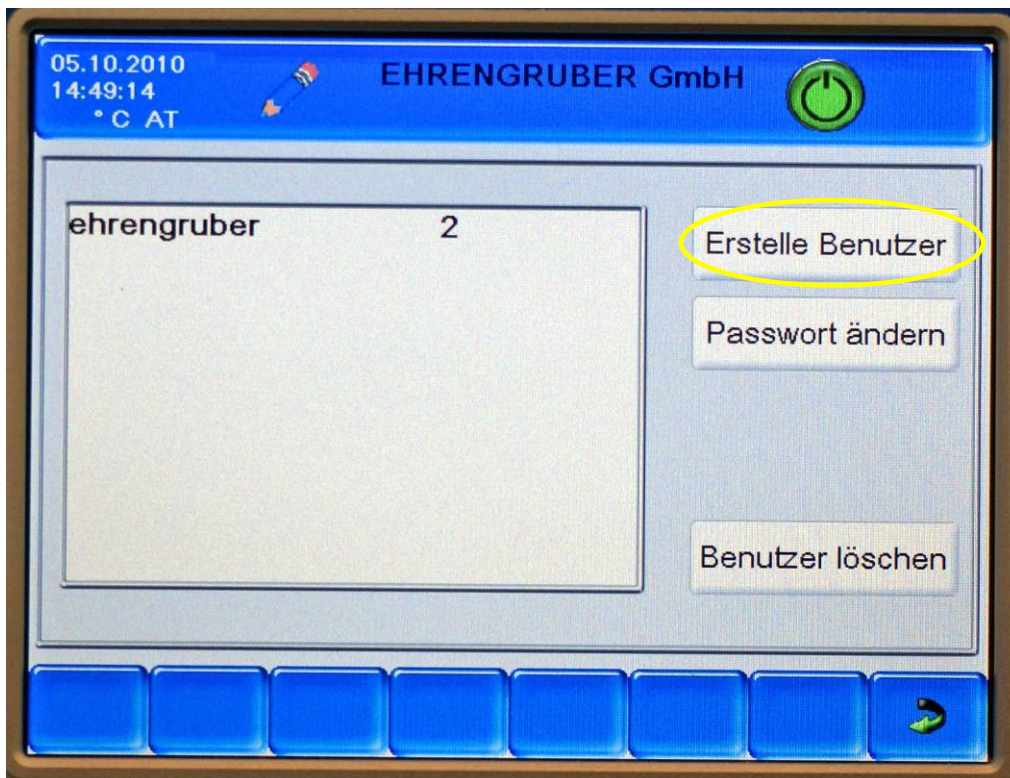 05.10.2010
14:49:14
° C AT
EHRENGRUBER GmbH
ehrengruber 2
Erstelle Benutzer
Passwort ändern
Benutzer löschen